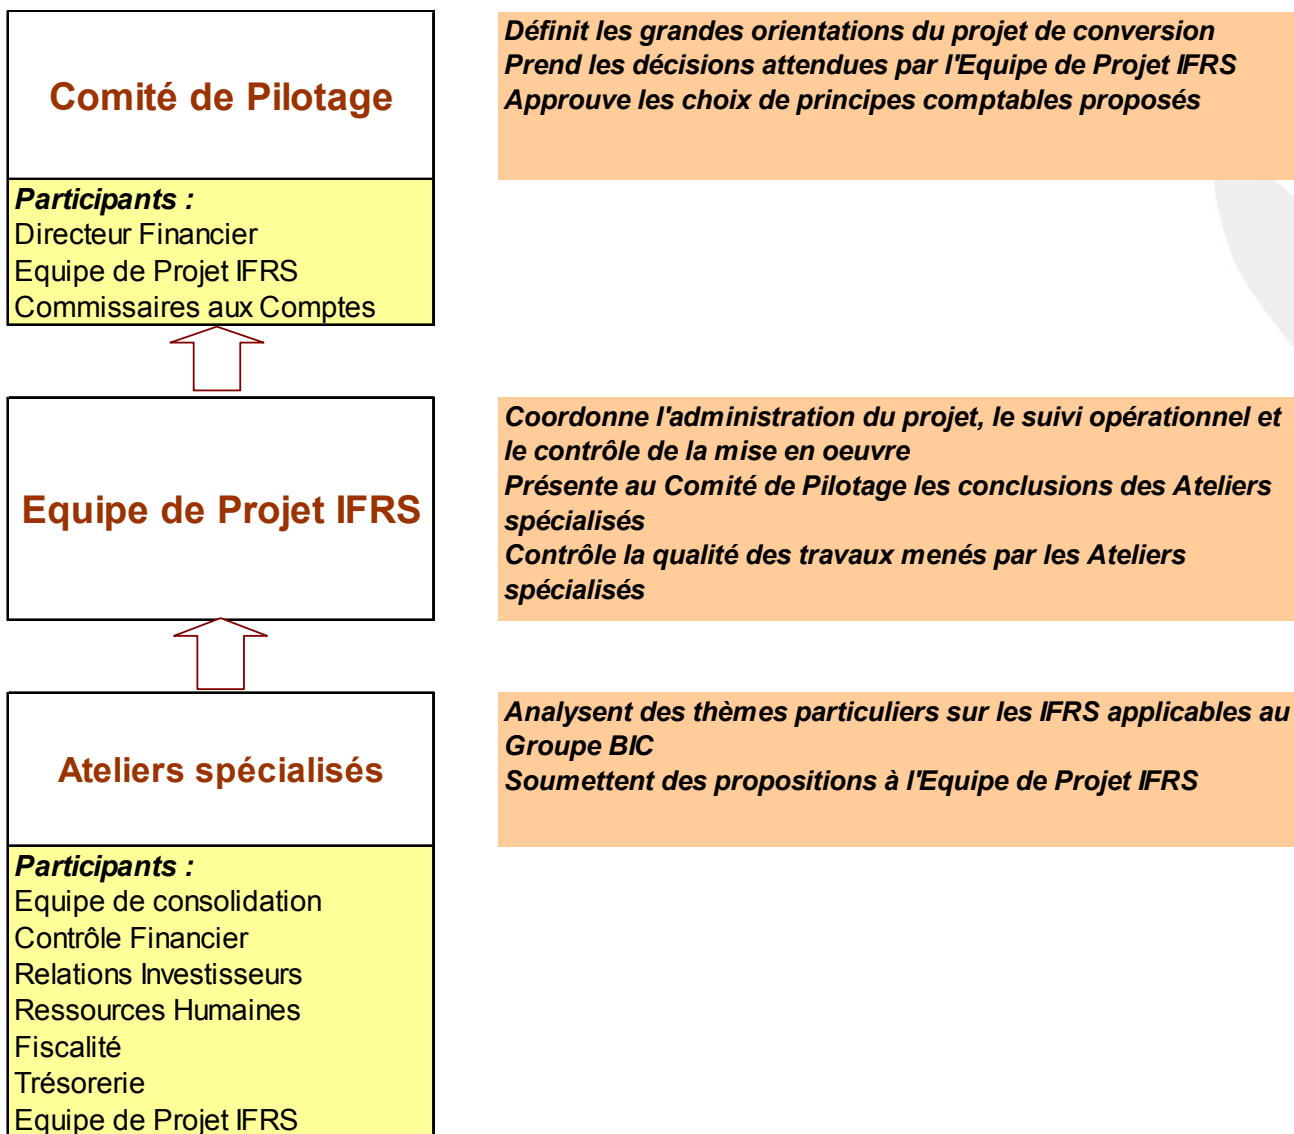 Comité de Pilotage
Définit les grandes orientations du projet de conversion
Prend les décisions attendues par l'Equipe de Projet IFRS
Approuve les choix de principes comptables proposés
Participants :
Directeur Financier
Equipe de Projet IFRS
Commissaires aux Comptes
Equipe de Projet IFRS
Coordonne l'administration du projet, le suivi opérationnel et
le contrôle de la mise en oeuvre
Présente au Comité de Pilotage les conclusions des Ateliers
spécialisés
Contrôle la qualité des travaux menés par les Ateliers
spécialisés
Ateliers spécialisés
Analysent des thèmes particuliers sur les IFRS applicables au
Groupe BIC
Soumettent des propositions à l'Equipe de Projet IFRS
Participants :
Equipe de consolidation
Contrôle Financier
Relations Investisseurs
Ressources Humaines
Fiscalité
Trésorerie
Equipe de Projet IFRS